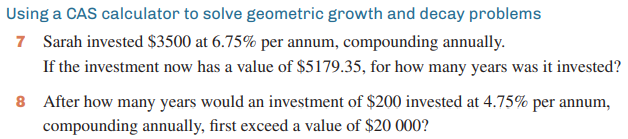 Using a CAS calculator to solve geometric growth and decay problems
7 Sarah invested $3500 at 6.75% per annum, compounding annually.
If the investment now has a value of $5179.35, for how many years was it invested?
8 After how many years would an investment of $200 invested at 4.75% per annum,
compounding annually, first exceed a value of $20 000?